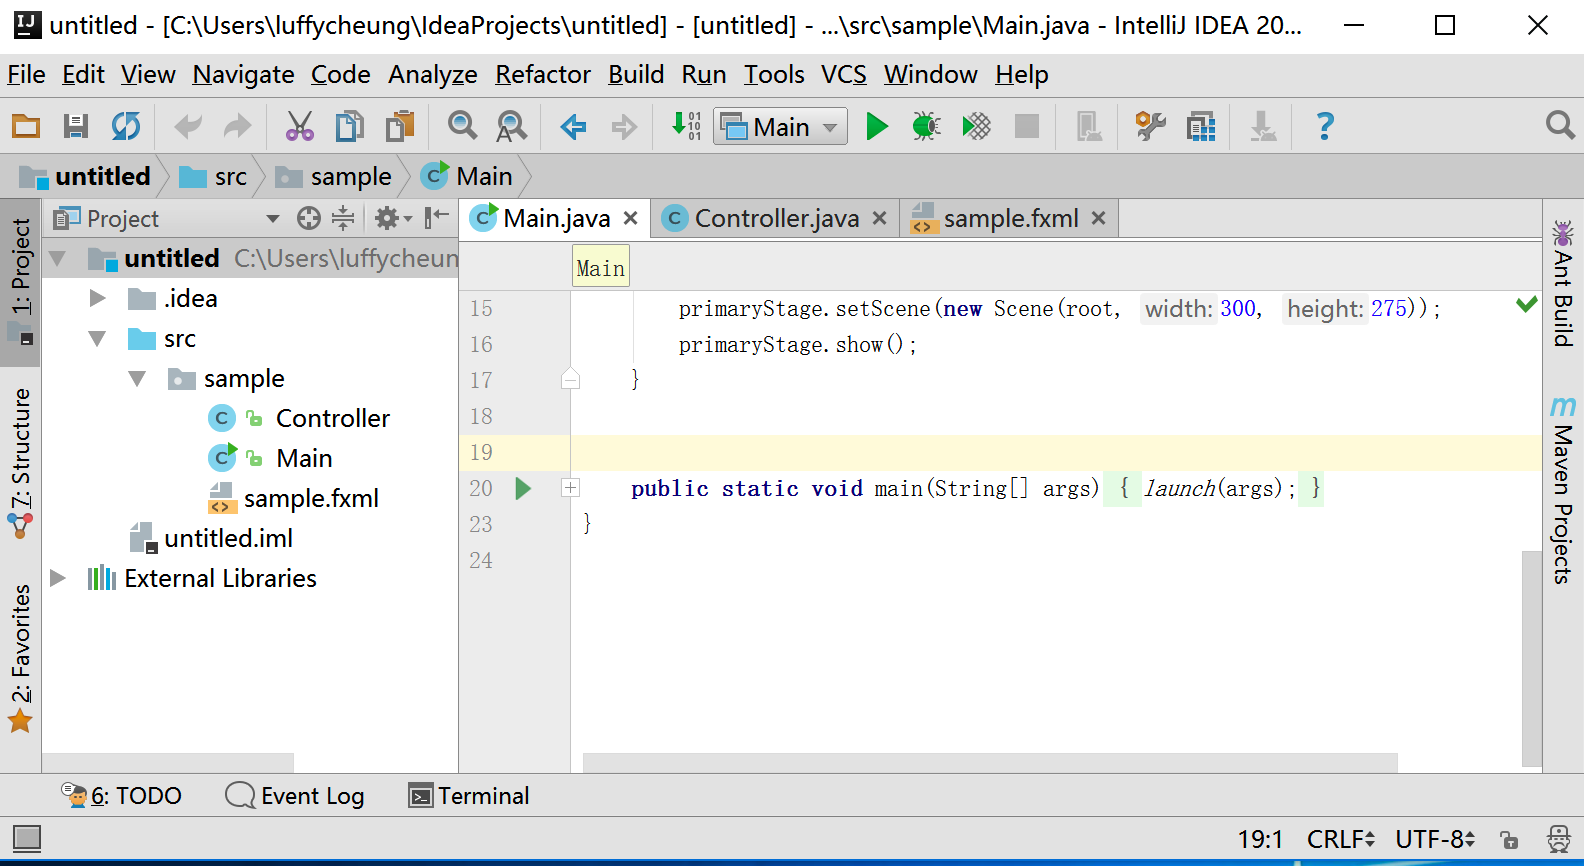 untitled - [C:\Users\luffycheung\IdeaProjects\untitled] - [untitled] - ...\src\sample\Main.java - IntelliJ IDEA 20...
File Edit View Navigate Code Analyze Refactor Build Run Tools VCS Window Help
Main
untitled src sample Main
1: Project
7: Structure
2: Favorites
Project
untitled C:\Users\luffycheun
.idea
src
sample
Controller
Main
sample.fxml
untitled.iml
External Libraries
Main.java Controller.java sample.fxml
Main
15 primaryStage.setScene(new Scene(root, width: 300, height: 275));
16 primaryStage.show();
17 }
18
19
20 public static void main(String[] args) { launch(args); }
23 }
24
Ant Build
Maven Projects
6: TODO Event Log Terminal
19:1 CRLF UTF-8